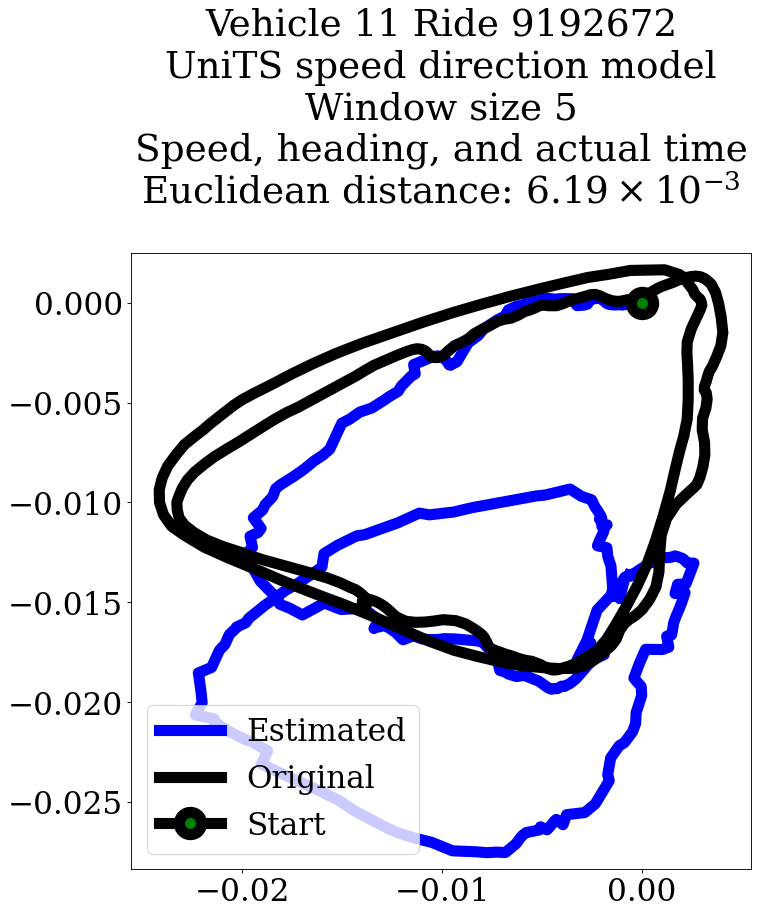 Vehicle 11 Ride 9192672
UniTS speed direction model
Window size 5
Speed, heading, and actual time
Euclidean distance: 6.19 × 10⁻³
0.000
−0.005
−0.010
−0.015
−0.020
−0.025
Estimated
Original
Start
−0.02
−0.01
0.00